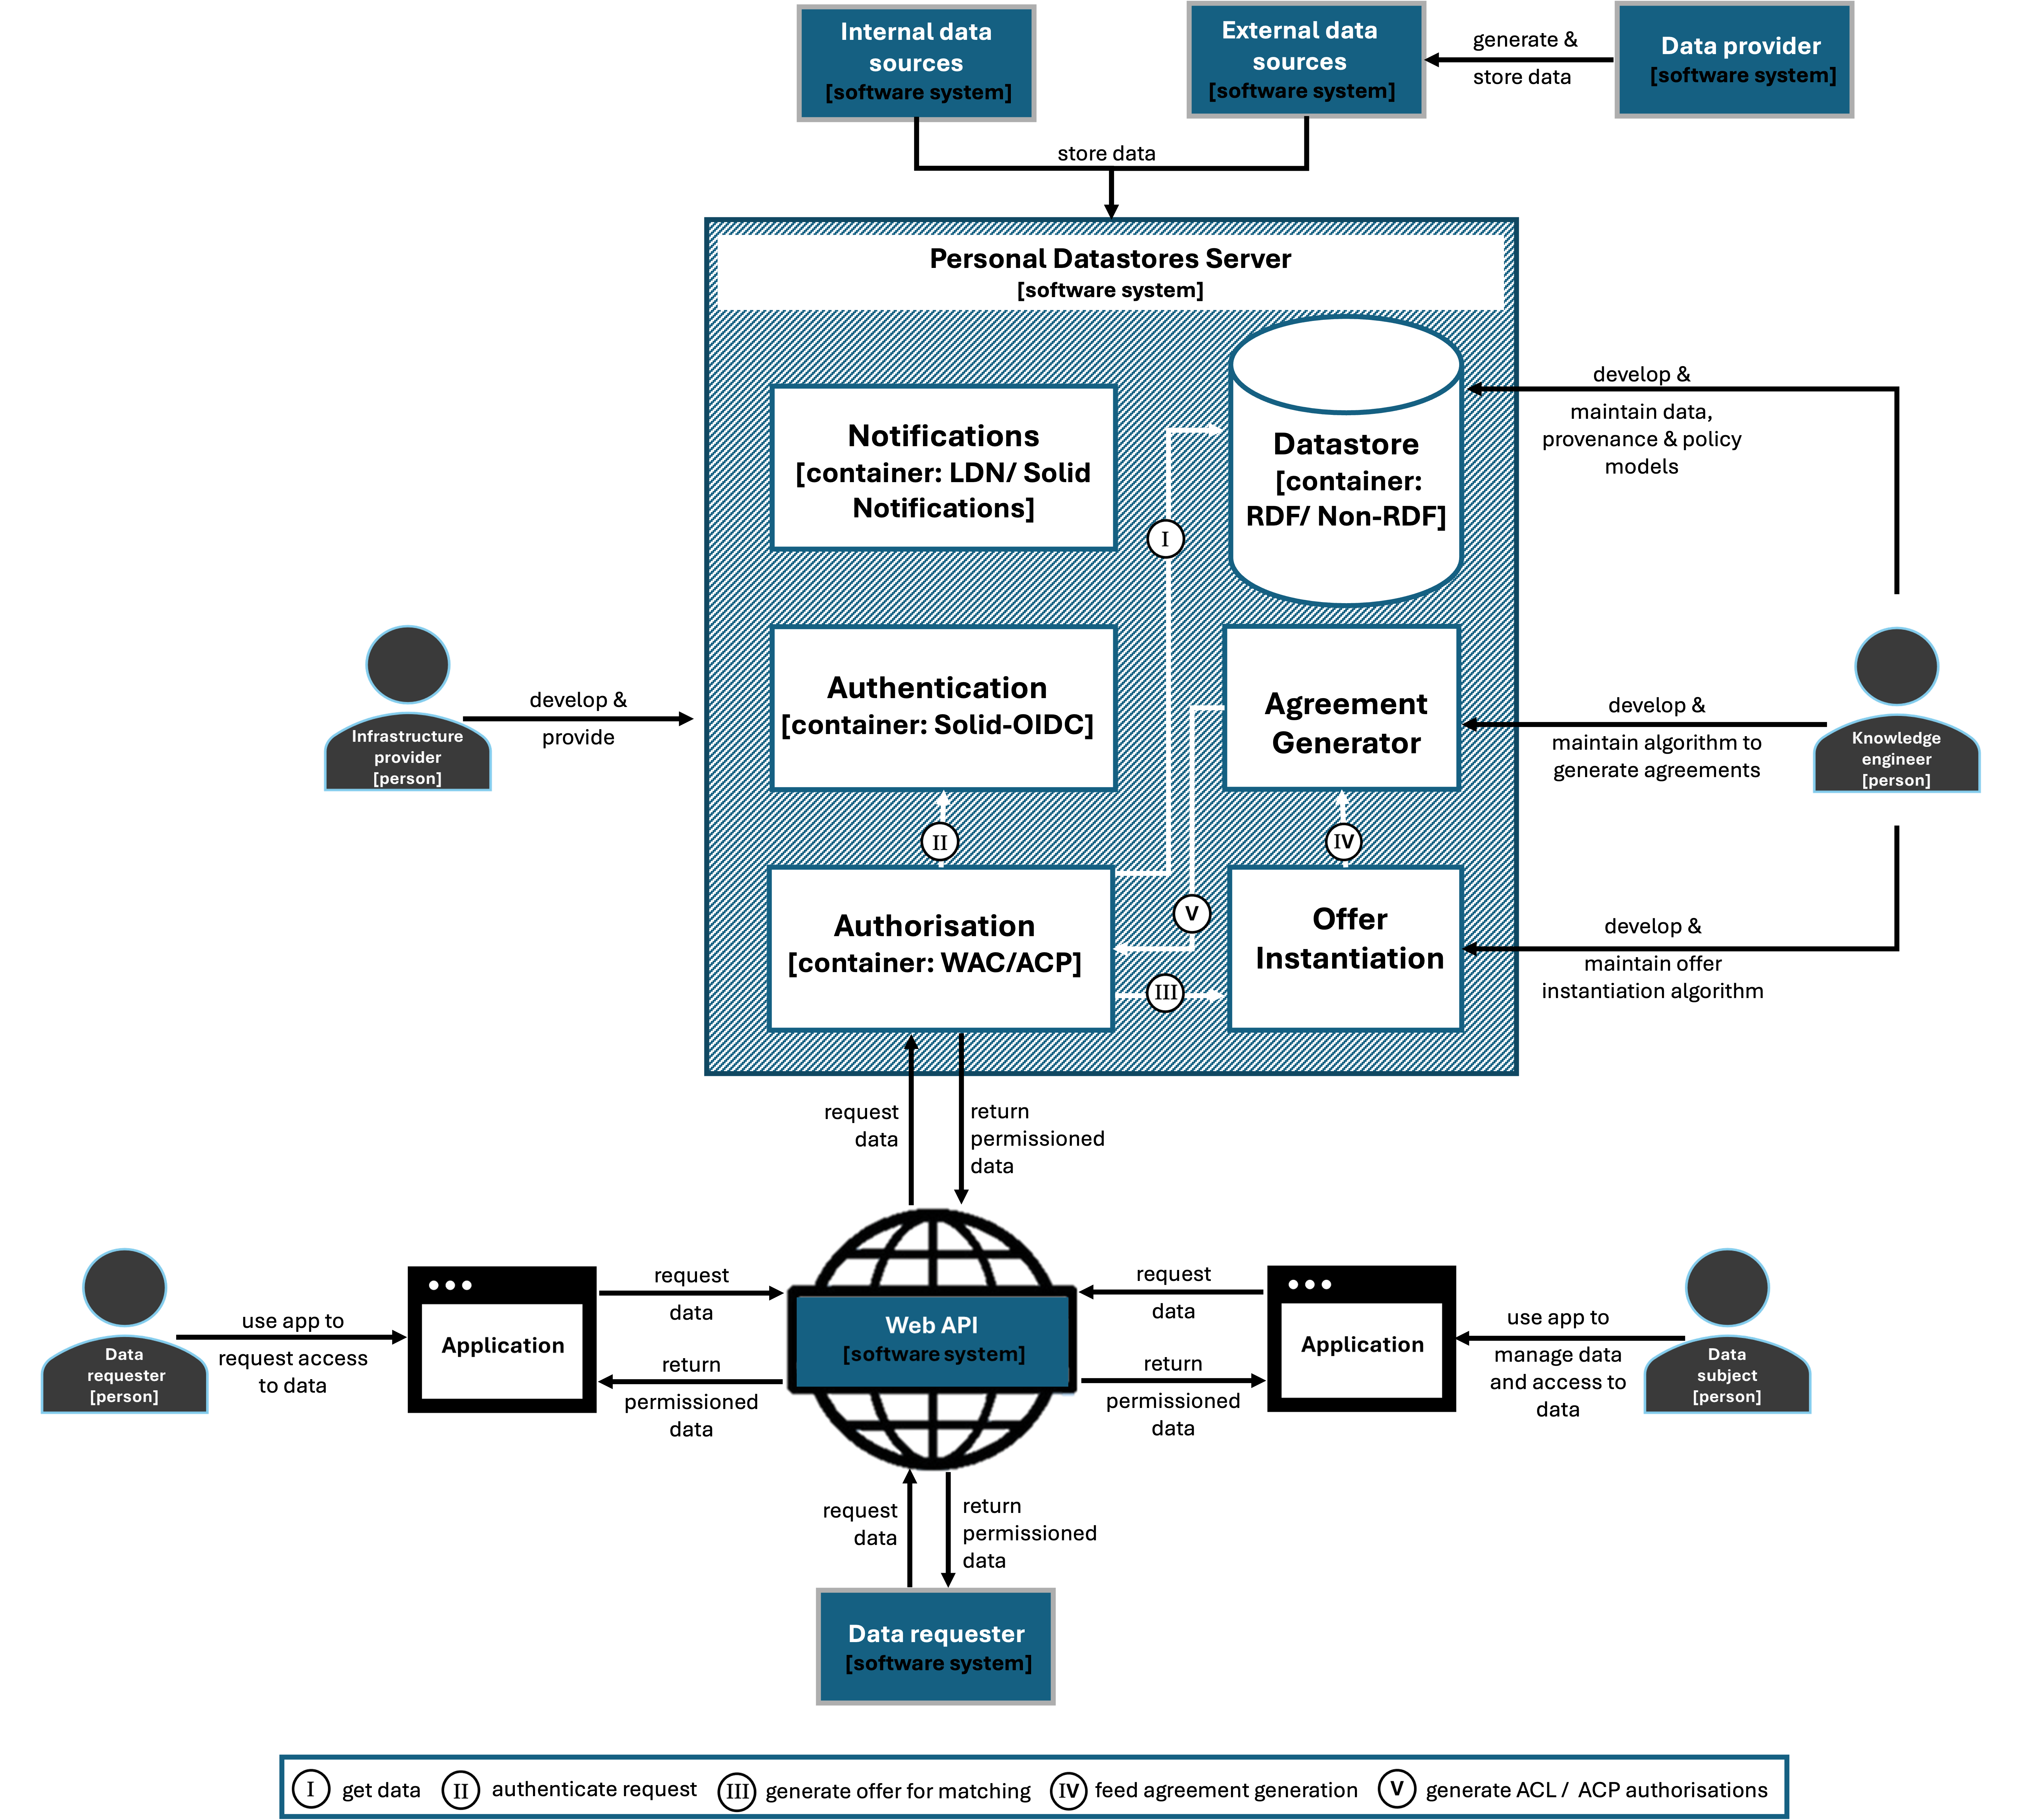 Internal data
sources
[software system]
External data
sources
[software system]
generate &
store data
Data provider
[software system]
store data
Personal Datastores Server
[software system]
Notifications
[container: LDN/ Solid
Notifications]
Datastore
[container:
RDF/ Non-RDF]
I
develop &
maintain data,
provenance & policy
models
Infrastructure
provider
[person]
develop &
provide
Authentication
[container: Solid-OIDC]
Agreement
Generator
develop &
maintain algorithm to
generate agreements
Knowledge
engineer
[person]
II
IV
Authorisation
[container: WAC/ACP]
V
III
Offer
Instantiation
develop &
maintain offer
instantiation algorithm
request
data
return
permissioned
data
Data
requester
[person]
use app to
request access
to data
Application
request
data
return
permissioned
data
Web API
[software system]
request
data
return
permissioned
data
Application
use app to
manage data
and access to
data
Data
subject
[person]
request
data
return
permissioned
data
Data requester
[software system]
I get data II authenticate request III generate offer for matching IV feed agreement generation V generate ACL / ACP authorisations